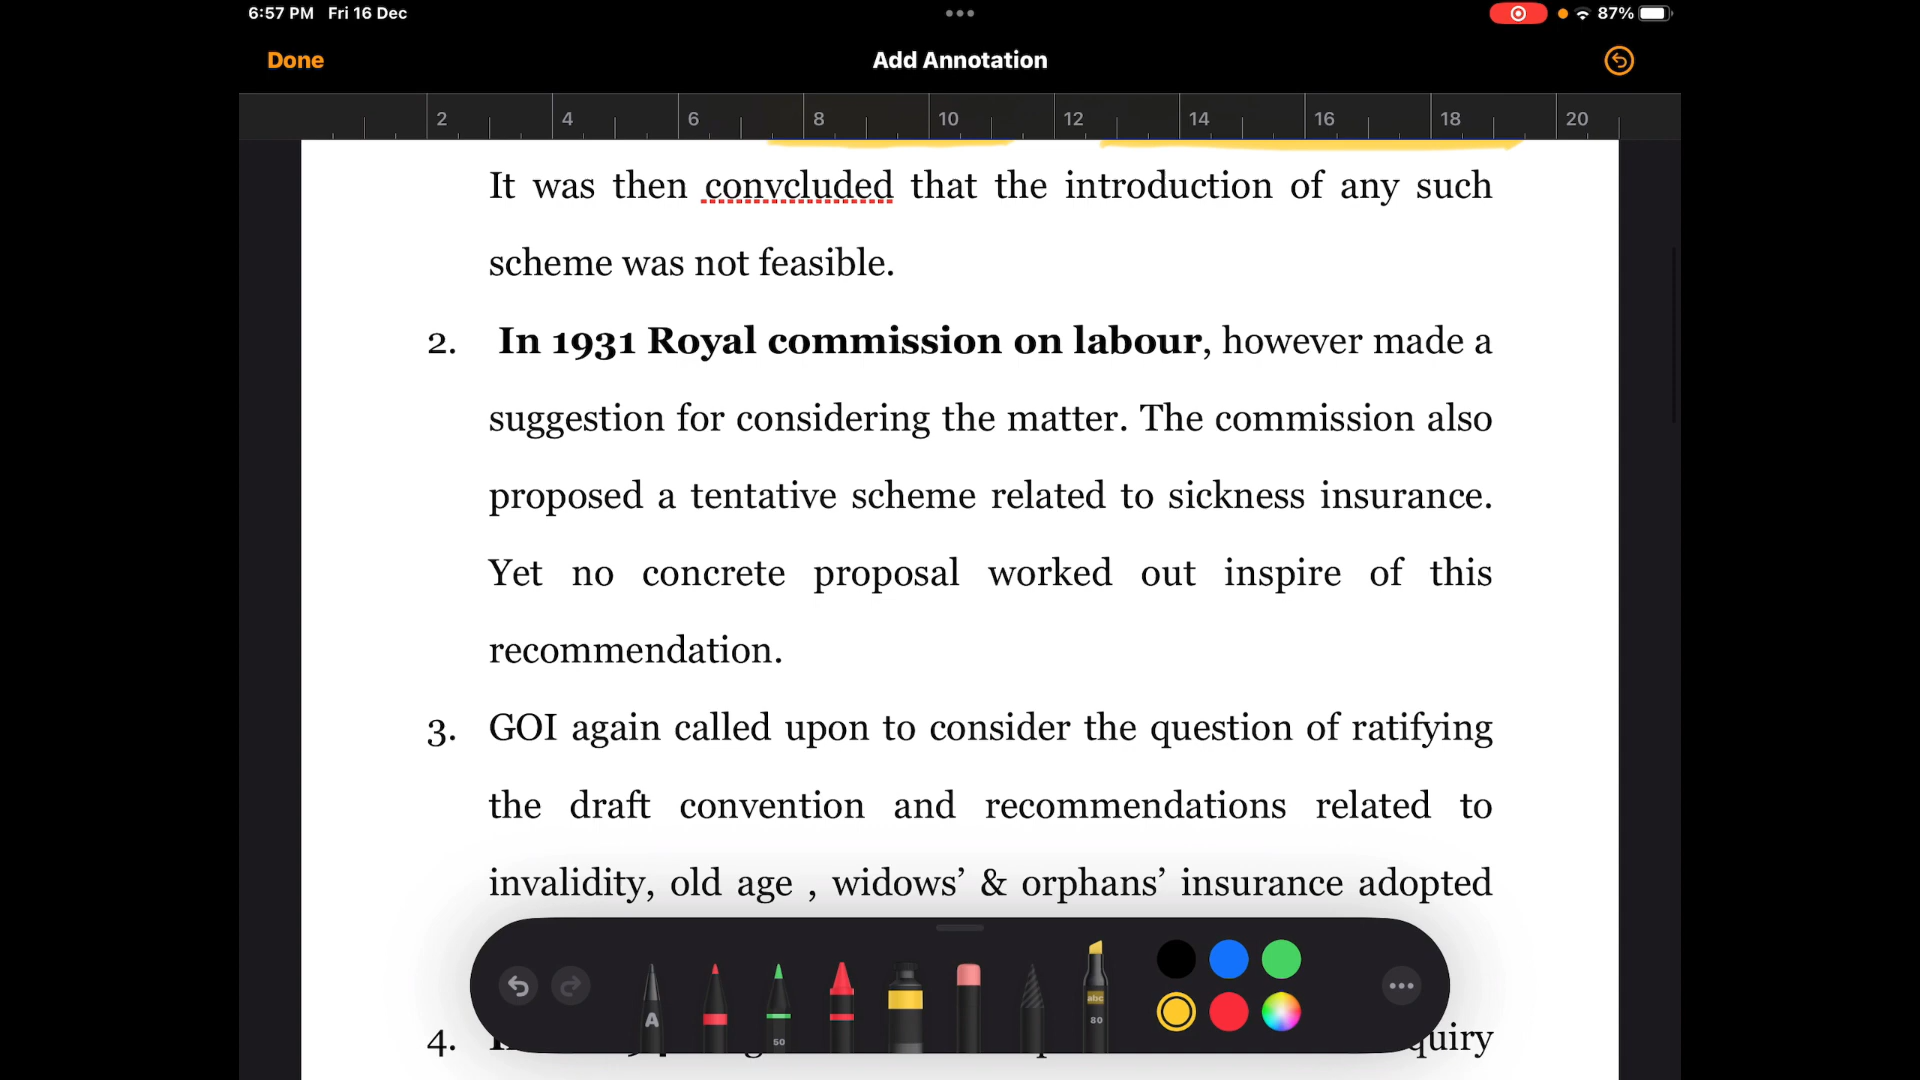 6:57 PM Fri 16 Dec
87%
Done
Add Annotation
2 4 6 8 10 12 14 16 18 20
It was then convcluded that the introduction of any such
scheme was not feasible.
2. In 1931 Royal commission on labour, however made a
suggestion for considering the matter. The commission also
proposed a tentative scheme related to sickness insurance.
Yet no concrete proposal worked out inspire of this
recommendation.
3. GOI again called upon to consider the question of ratifying
the draft convention and recommendations related to
invalidity, old age , widows’ & orphans’ insurance adopted
4.
A
50
abc
80